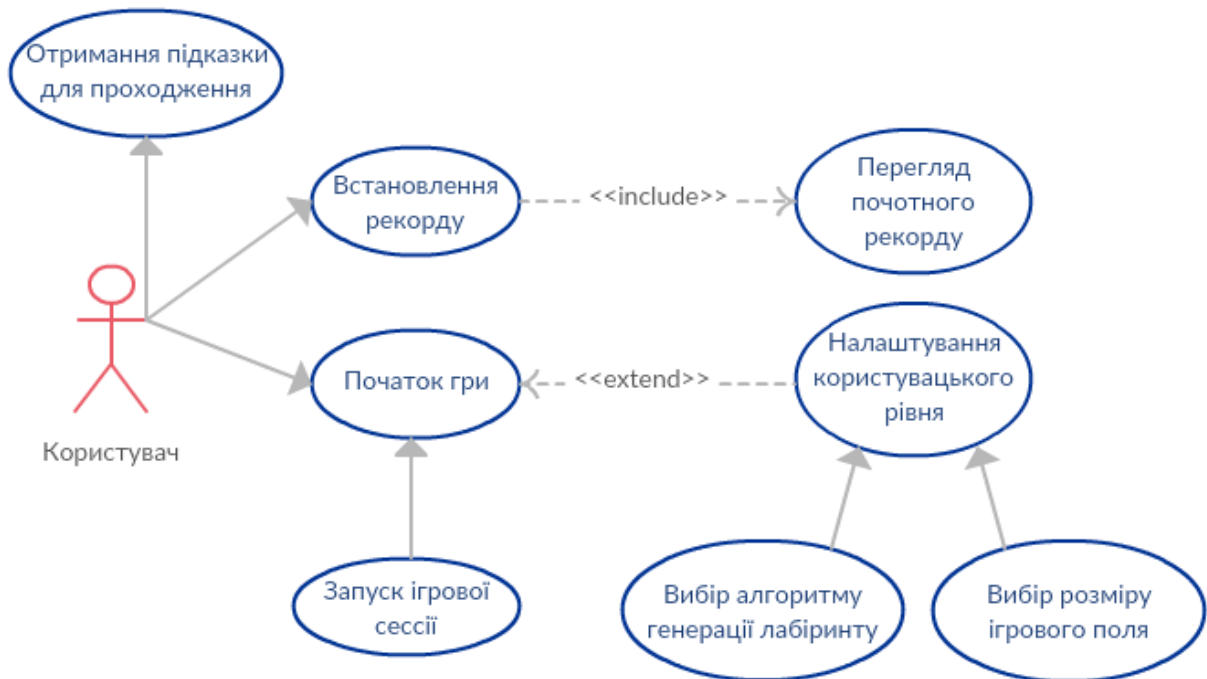 Отримання підказки
для проходження
Встановлення
рекорду
<<include>>
Перегляд
почотного
рекорду
Початок гри
<<extend>>
Налаштування
користувацького
рівня
Користувач
Запуск ігрової
сессії
Вибір алгоритму
генерації лабіринту
Вибір розміру
ігрового поля